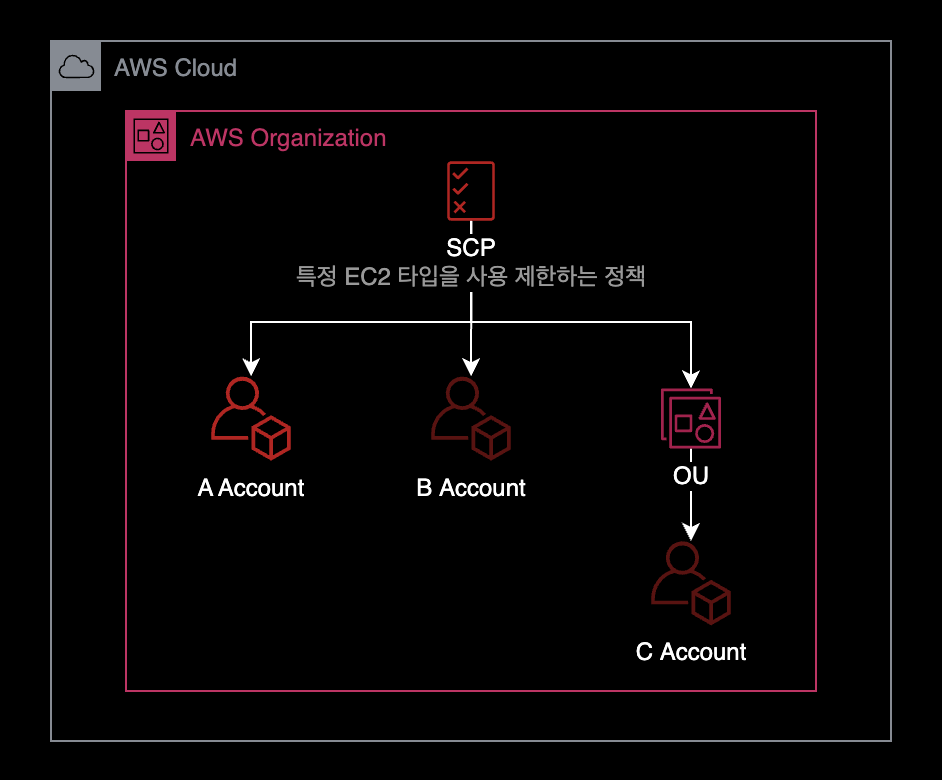 AWS Cloud
AWS Organization
SCP
특정 EC2 타입을 사용 제한하는 정책
A Account
B Account
OU
C Account